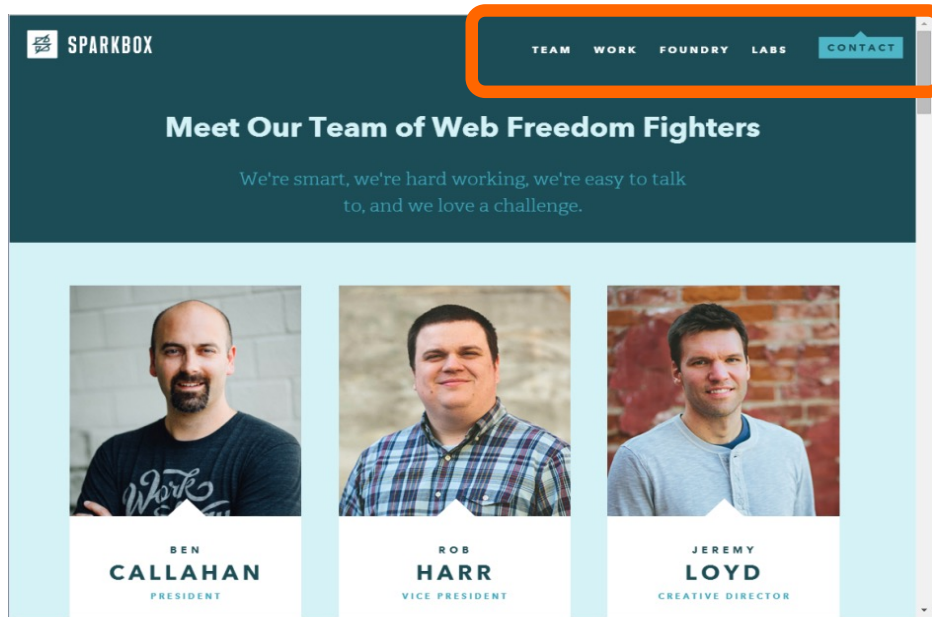 SPARKBOX
TEAM WORK FOUNDRY LABS CONTACT
Meet Our Team of Web Freedom Fighters
We're smart, we're hard working, we're easy to talk
to, and we love a challenge.
Work
BEN
CALLAHAN
PRESIDENT
ROB
HARR
VICE PRESIDENT
JEREMY
LOYD
CREATIVE DIRECTOR